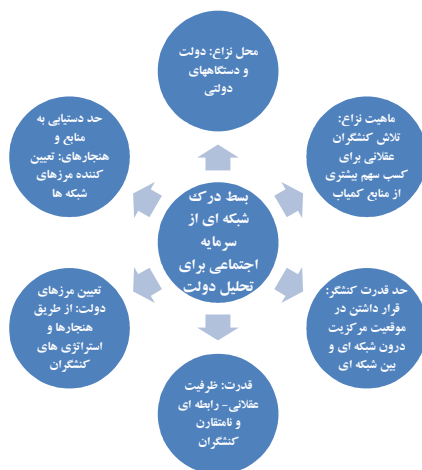 محل نزاع: دولت
و دستگاههای
دولتی
ماهیت نزاع:
تلاش کنشگران
عقلانی برای
کسب سهم بیشتری
از منابع کمیاب
حد قدرت کنشگر:
قرار داشتن در
موقعیت مرکزیت
درون شبکه ای و
بین شبکه ای
قدرت: ظرفیت
عقلانی- رابطه ای
و نامتقارن
کنشگران
تعیین مرزهای
دولت: از طریق
هنجارها و
استراتژی های
کنشگران
حد دستیابی به
منابع و
هنجارهای: تعیین
کننده مرزهای
شبکه ها
بسط درک
شبکه ای از
سرمایه
اجتماعی برای
تحلیل دولت